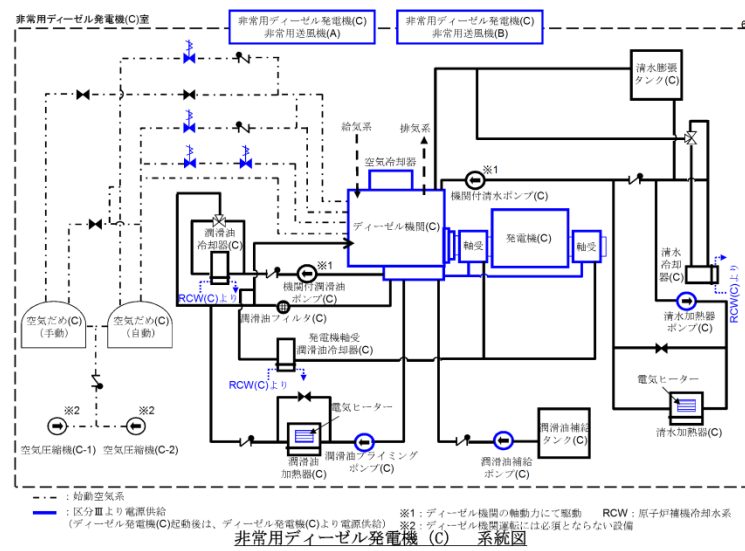 非常用ディーゼル発電機(C)室
非常用ディーゼル発電機(C)
非常用送風機(A)
非常用ディーゼル発電機(C)
非常用送風機(B)
清水膨張
タンク(C)
給気系
排気系
空気冷却器
※1
機関付清水ポンプ(C)
ディーゼル機関(C)
軸受
発電機(C)
軸受
潤滑油
冷却器(C)
※1
機関付潤滑油
ポンプ(C)
RCW(C)より
潤滑油フィルタ(C)
清水
冷却
器(C)
RCW(C)より
清水加熱器
ポンプ(C)
空気だめ(C)
(手動)
空気だめ(C)
(自動)
発電機軸受
潤滑油冷却器(C)
RCW(C)より
※2
※2
空気圧縮機(C-1)
空気圧縮機(C-2)
電気ヒーター
潤滑油
加熱器(C)
潤滑油プライミング
ポンプ(C)
潤滑油補給
タンク(C)
潤滑油補給
ポンプ(C)
電気ヒーター
清水加熱器(C)
：始動空気系
：区分Ⅲより電源供給
(ディーゼル発電機(C)起動後は、ディーゼル発電機(C)より電源供給)
※1：ディーゼル機関の軸動力にて駆動
※2：ディーゼル機関運転には必須とならない設備
RCW：原子炉補機冷却水系
非常用ディーゼル発電機（C）　系統図